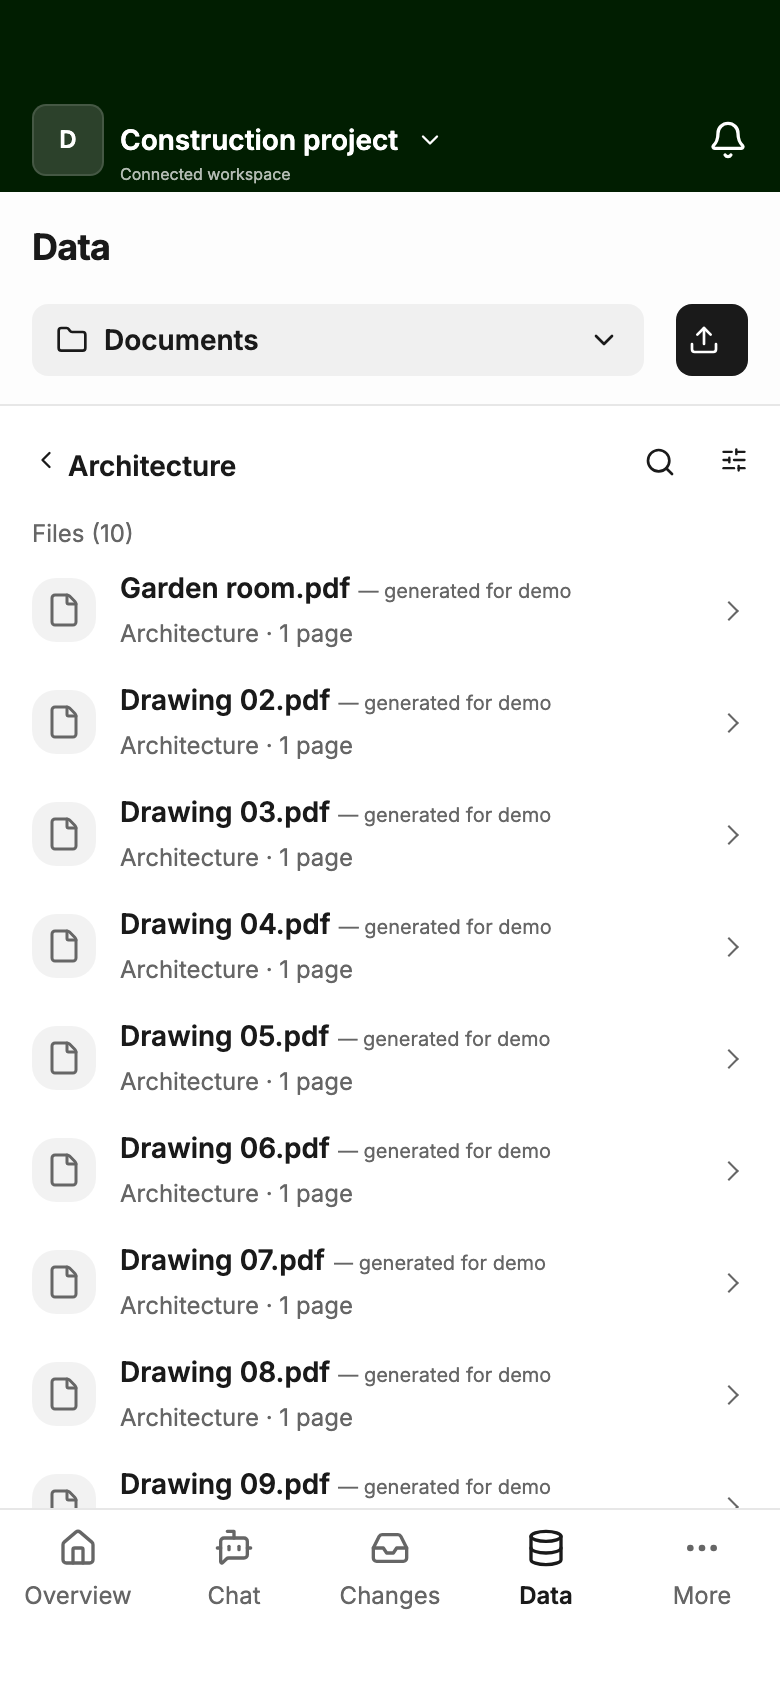 D
Construction project
Connected workspace
Data
Documents
Architecture
Files (10)
Garden room.pdf — generated for demo
Architecture · 1 page
Drawing 02.pdf — generated for demo
Architecture · 1 page
Drawing 03.pdf — generated for demo
Architecture · 1 page
Drawing 04.pdf — generated for demo
Architecture · 1 page
Drawing 05.pdf — generated for demo
Architecture · 1 page
Drawing 06.pdf — generated for demo
Architecture · 1 page
Drawing 07.pdf — generated for demo
Architecture · 1 page
Drawing 08.pdf — generated for demo
Architecture · 1 page
Drawing 09.pdf — generated for demo
Overview Chat Changes Data More